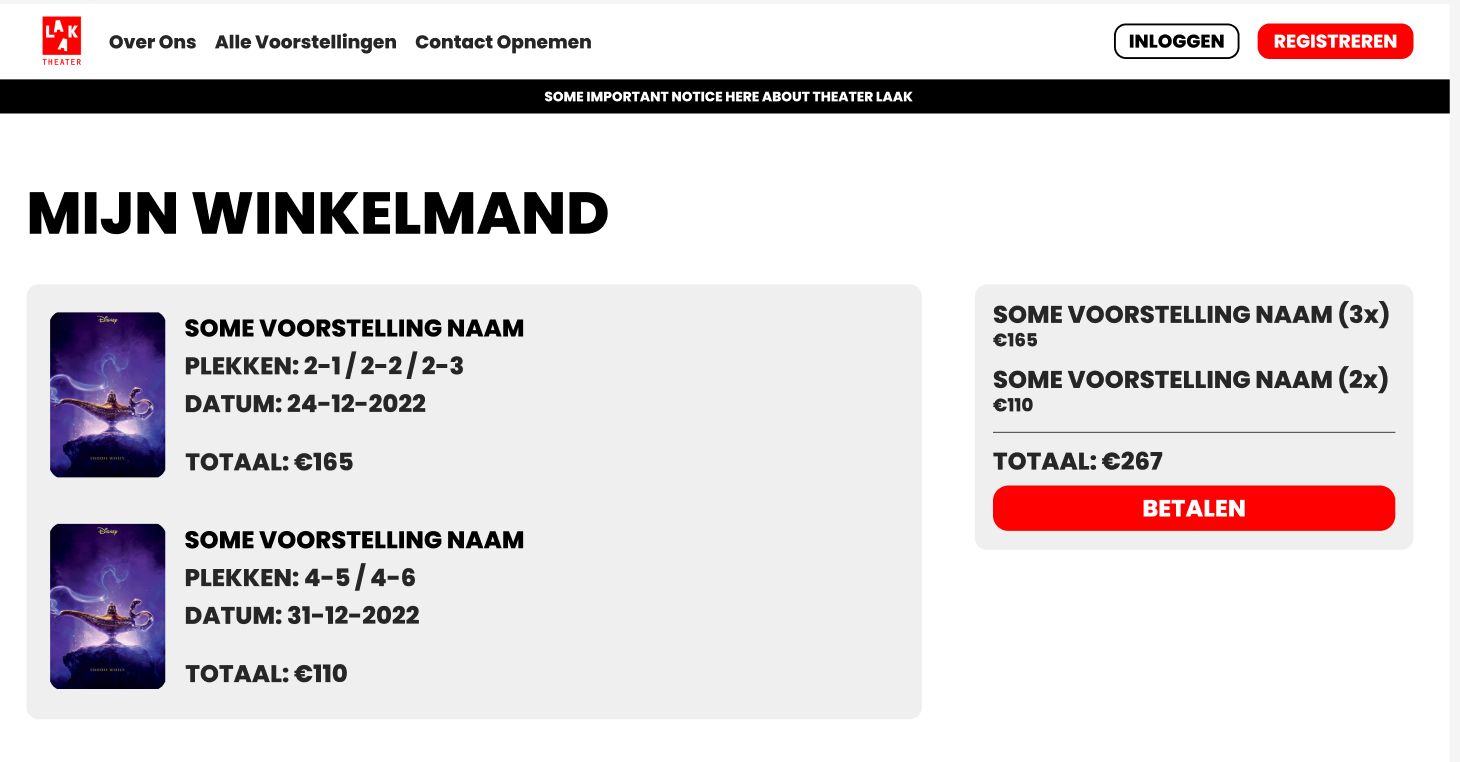 LAK
A
THEATER
Over Ons Alle Voorstellingen Contact Opnemen
INLOGGEN REGISTREREN
SOME IMPORTANT NOTICE HERE ABOUT THEATER LAAK
MIJN WINKELMAND
Disney
SOME VOORSTELLING NAAM
PLEKKEN: 2-1 / 2-2 / 2-3
DATUM: 24-12-2022
TOTAAL: €165
Disney
SOME VOORSTELLING NAAM
PLEKKEN: 4-5 / 4-6
DATUM: 31-12-2022
TOTAAL: €110
SOME VOORSTELLING NAAM (3x)
€165
SOME VOORSTELLING NAAM (2x)
€110
TOTAAL: €267
BETALEN